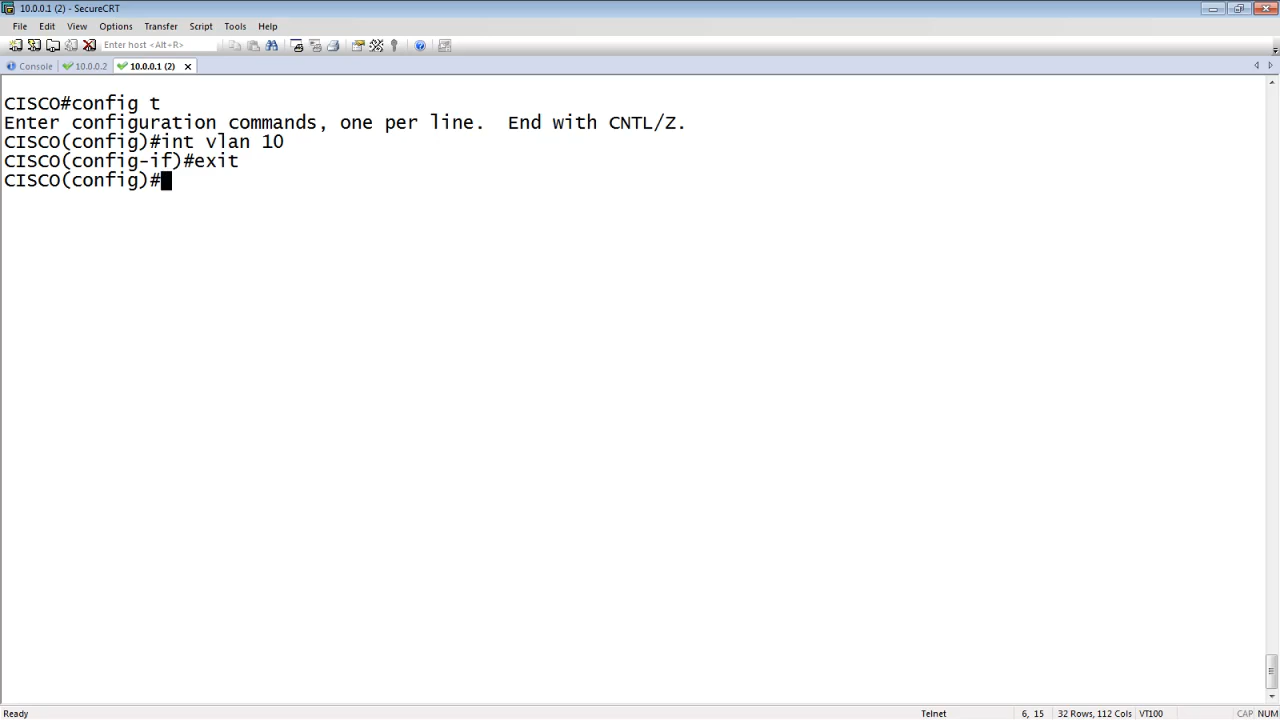 10.0.0.1 (2) - SecureCRT
File Edit View Options Transfer Script Tools Help
Enter host <Alt+R>
Console 10.0.0.2 10.0.0.1 (2)
CISCO#config t
Enter configuration commands, one per line.  End with CNTL/Z.
CISCO(config)#int vlan 10
CISCO(config-if)#exit
CISCO(config)#
Ready Telnet 6, 15 32 Rows, 112 Cols VT100 CAP NUM